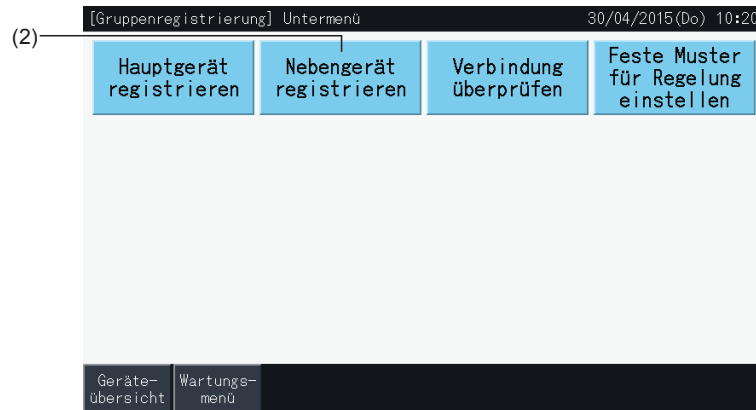 [Gruppenregistrierung] Untermenü 30/04/2015(Do) 10:20
(2)
Hauptgerät
registrieren
Nebengerät
registrieren
Verbindung
überprüfen
Feste Muster
für Regelung
einstellen
Geräte-
übersicht
Wartungs-
menü